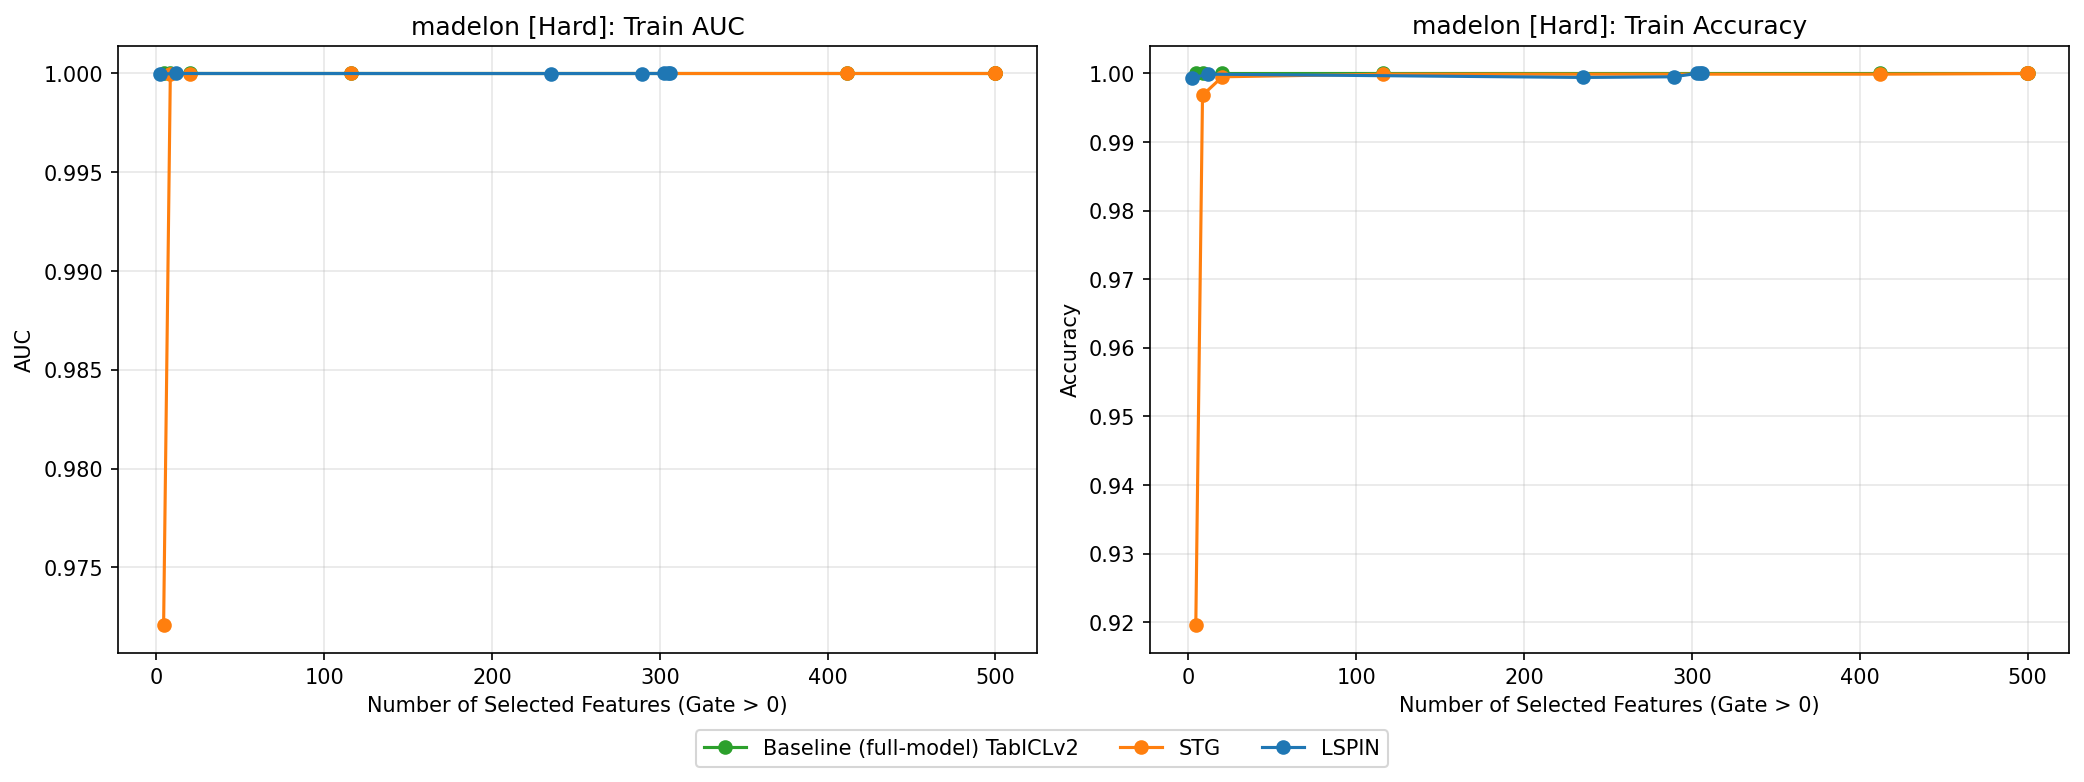 madelon [Hard]: Train AUC
1.000
0.995
0.990
0.985
0.980
0.975
AUC
0 100 200 300 400 500
Number of Selected Features (Gate > 0)
madelon [Hard]: Train Accuracy
1.00
0.99
0.98
0.97
0.96
0.95
0.94
0.93
0.92
Accuracy
0 100 200 300 400 500
Number of Selected Features (Gate > 0)
Baseline (full-model) TabICLv2 STG LSPIN